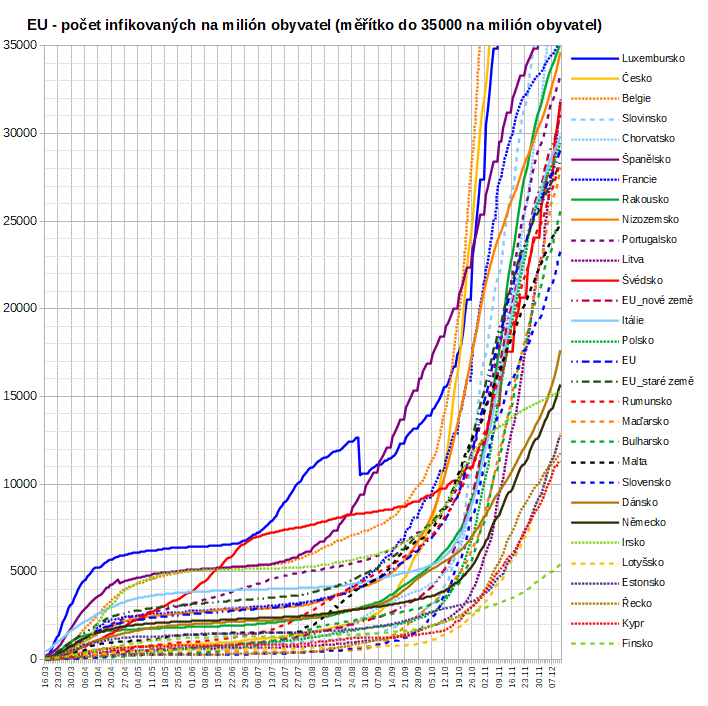 EU - počet infikovaných na milión obyvatel (měřítko do 35000 na milión obyvatel)
35000
30000
25000
20000
15000
10000
5000
0
16.03
23.03
30.03
06.04
13.04
20.04
27.04
04.05
11.05
18.05
25.05
01.06
08.06
15.06
22.06
29.06
06.07
13.07
20.07
27.07
03.08
10.08
17.08
24.08
31.08
07.09
14.09
21.09
28.09
05.10
12.10
19.10
26.10
02.11
09.11
16.11
23.11
30.11
07.12
Luxembursko
Česko
Belgie
Slovinsko
Chorvatsko
Španělsko
Francie
Rakousko
Nizozemsko
Portugalsko
Litva
Švédsko
EU_nové země
Itálie
Polsko
EU
EU_staré země
Rumunsko
Maďarsko
Bulharsko
Malta
Slovensko
Dánsko
Německo
Irsko
Lotyšsko
Estonsko
Řecko
Kypr
Finsko